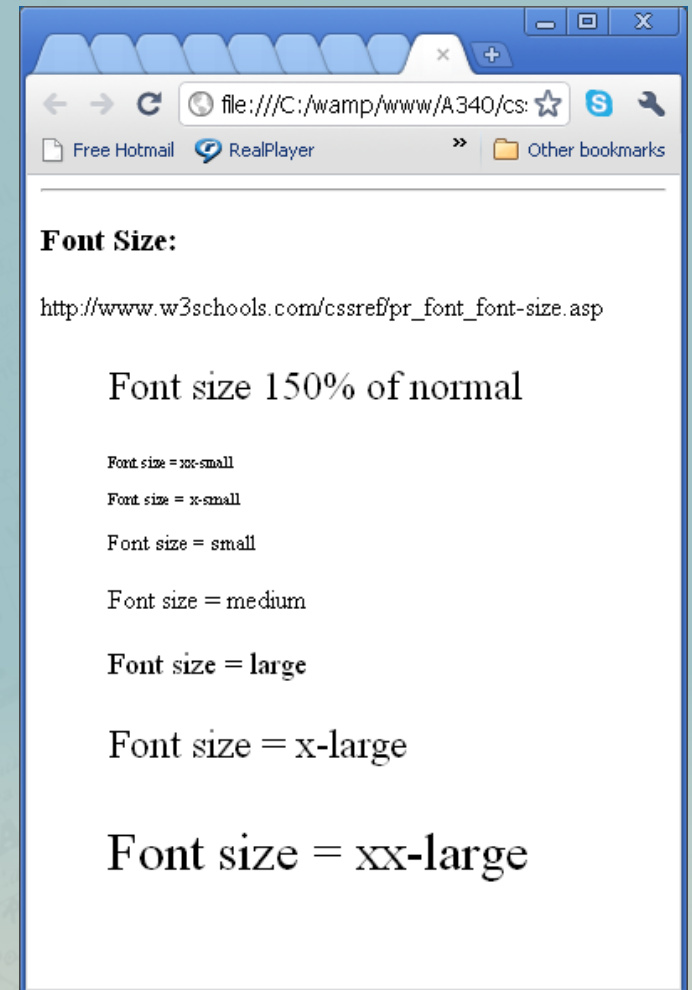 file:///C:/wamp/www/A340/cs
Free Hotmail RealPlayer » Other bookmarks
Font Size:
http://www.w3schools.com/cssref/pr_font_font-size.asp
Font size 150% of normal
Font size = xx-small
Font size = x-small
Font size = small
Font size = medium
Font size = large
Font size = x-large
Font size = xx-large